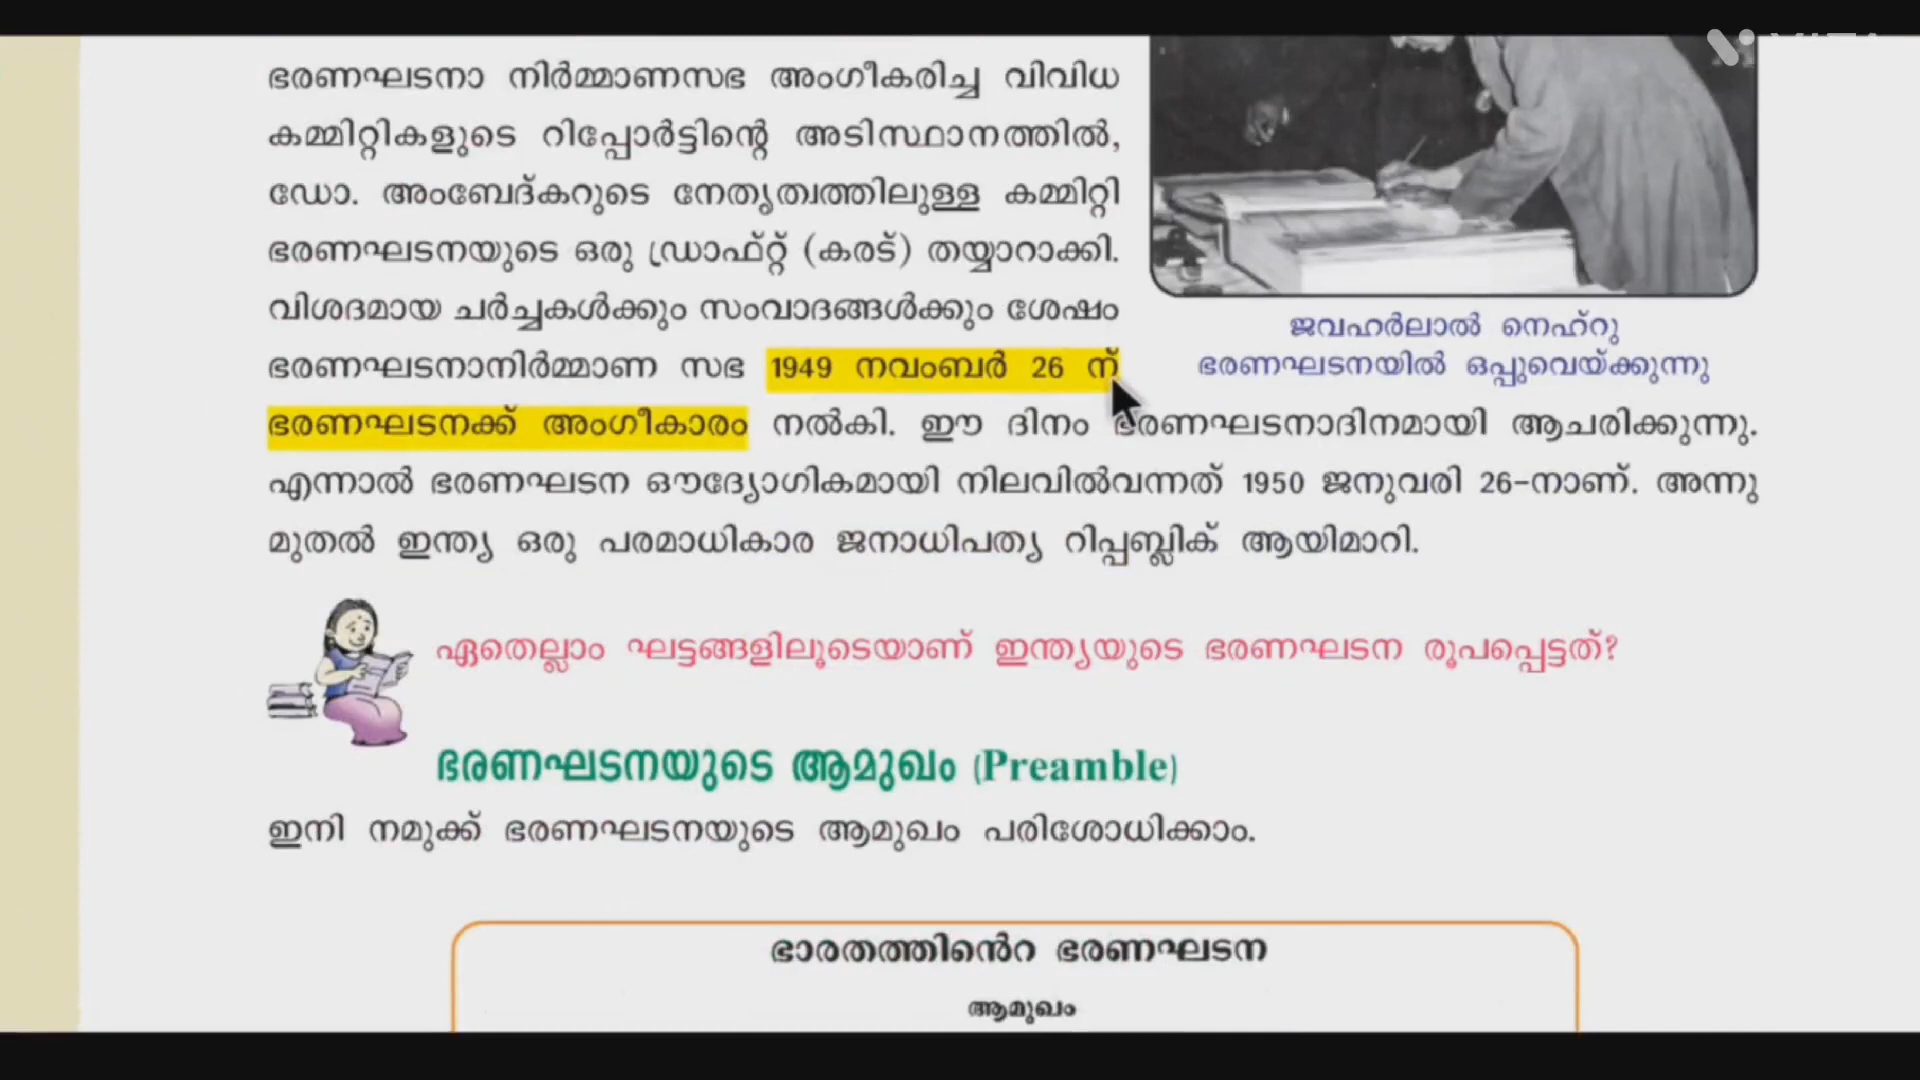 ഭരണഘടനാ നിർമ്മാണസഭ അംഗീകരിച്ച വിവിധ
കമ്മിറ്റികളുടെ റിപ്പോർട്ടിന്റെ അടിസ്ഥാനത്തിൽ,
ഡോ. അംബേദ്കറുടെ നേതൃത്വത്തിലുള്ള കമ്മിറ്റി
ഭരണഘടനയുടെ ഒരു ഡ്രാഫ്റ്റ് (കരട്) തയ്യാറാക്കി.
വിശദമായ ചർച്ചകൾക്കും സംവാദങ്ങൾക്കും ശേഷം
ഭരണഘടനാനിർമ്മാണ സഭ 1949 നവംബർ 26 ന്
ഭരണഘടനക്ക് അംഗീകാരം നൽകി. ഈ ദിനം ഭരണഘടനാദിനമായി ആചരിക്കുന്നു.
എന്നാൽ ഭരണഘടന ഔദ്യോഗികമായി നിലവിൽവന്നത് 1950 ജനുവരി 26-നാണ്. അന്നു
മുതൽ ഇന്ത്യ ഒരു പരമാധികാര ജനാധിപത്യ റിപ്പബ്ലിക് ആയിമാറി.
ജവഹർലാൽ നെഹ്റു
ഭരണഘടനയിൽ ഒപ്പുവെയ്ക്കുന്നു
ഏതെല്ലാം ഘട്ടങ്ങളിലൂടെയാണ് ഇന്ത്യയുടെ ഭരണഘടന രൂപപ്പെട്ടത്?
ഭരണഘടനയുടെ ആമുഖം (Preamble)
ഇനി നമുക്ക് ഭരണഘടനയുടെ ആമുഖം പരിശോധിക്കാം.
ഭാരതത്തിൻെറ ഭരണഘടന
ആമുഖം